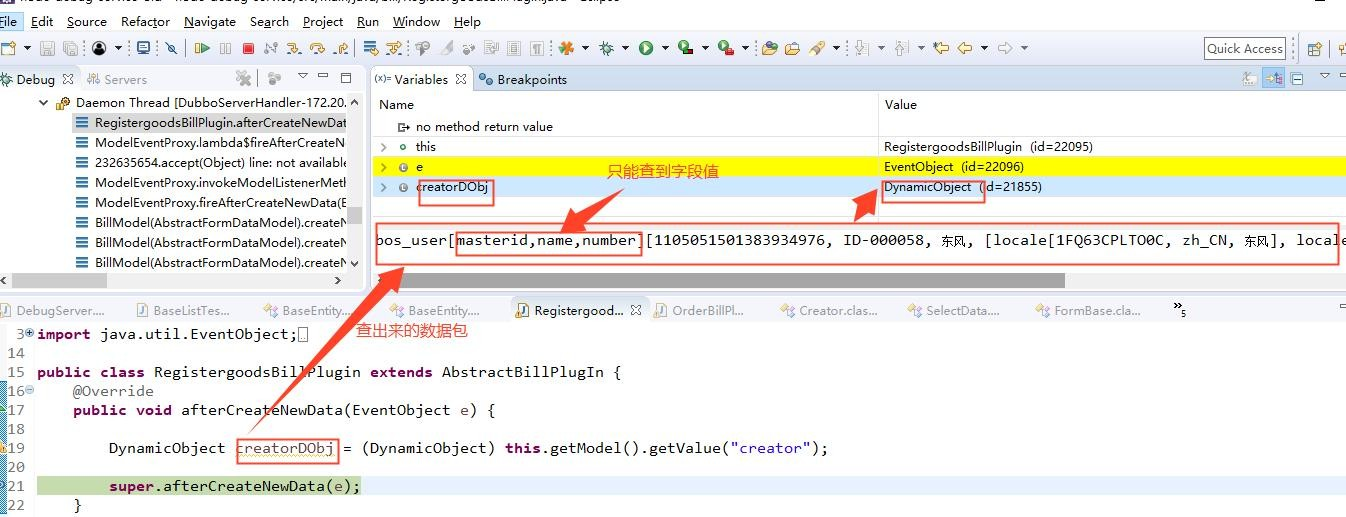 File Edit Source Refactor Navigate Search Project Run Window Help
Quick Access
Debug Servers
Daemon Thread [DubboServerHandler-172.20.
RegistergoodsBillPlugin.afterCreateNewDat
ModelEventProxy.lambda$fireAfterCreateN
232635654.accept(Object) line: not available
ModelEventProxy.invokeModelListenerMeth
ModelEventProxy.fireAfterCreateNewData(E
BillModel(AbstractFormDataModel).createN
BillModel(AbstractFormDataModel).createN
BillModel(AbstractFormDataModel).createN
(x)= Variables Breakpoints
Name Value
no method return value
this RegistergoodsBillPlugin (id=22095)
e EventObject (id=22096)
creatorDObj DynamicObject (id=21855)
只能查到字段值
bos_user[masterid,name,number][1105051501383934976, ID-000058, 东风, [locale[1FQ63CPLTO0C, zh_CN, 东风], locale
DebugServer.... BaseListTes... BaseEntity.... BaseEntity.... Registergood... OrderBillPl... Creator.clas... SelectData.... FormBase.cla... »5
查出来的数据包
3 import java.util.EventObject;
14
15 public class RegistergoodsBillPlugin extends AbstractBillPlugIn {
16 @Override
17 public void afterCreateNewData(EventObject e) {
18
19 DynamicObject creatorDObj = (DynamicObject) this.getModel().getValue("creator");
20
21 super.afterCreateNewData(e);
22 }